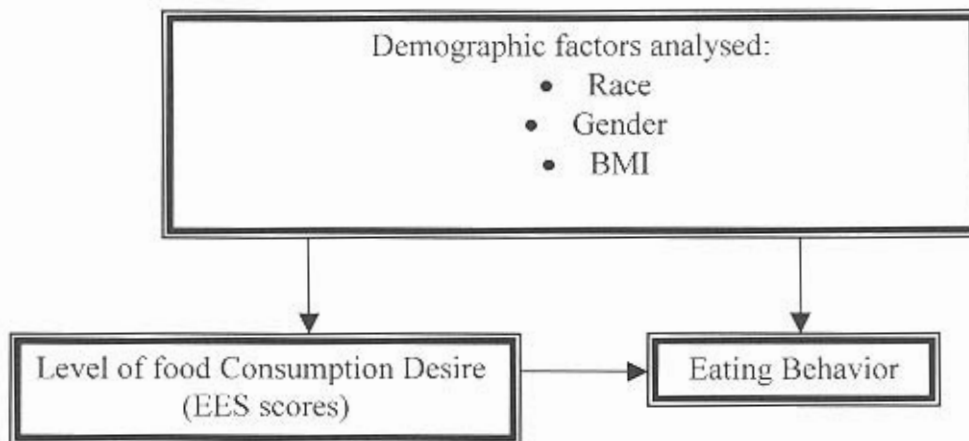 Demographic factors analysed:
• Race
• Gender
• BMI
Level of food Consumption Desire
(EES scores)
Eating Behavior